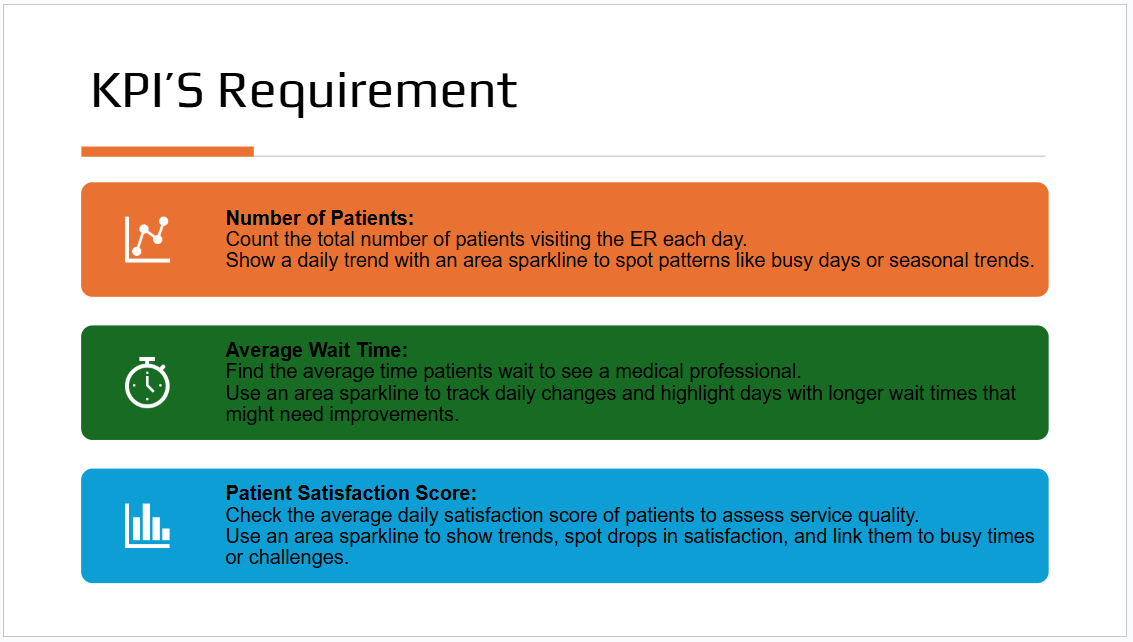 KPI’S Requirement
Number of Patients:
Count the total number of patients visiting the ER each day.
Show a daily trend with an area sparkline to spot patterns like busy days or seasonal trends.
Average Wait Time:
Find the average time patients wait to see a medical professional.
Use an area sparkline to track daily changes and highlight days with longer wait times that
might need improvements.
Patient Satisfaction Score:
Check the average daily satisfaction score of patients to assess service quality.
Use an area sparkline to show trends, spot drops in satisfaction, and link them to busy times
or challenges.